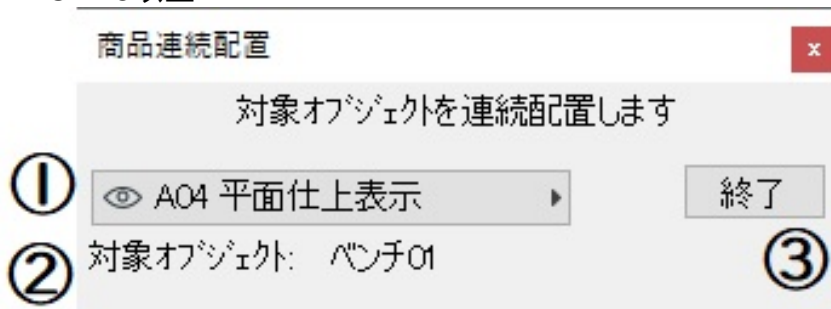 商品連続配置
x
対象ｵﾌﾞｼﾞｪｸﾄを連続配置します
① A04 平面仕上表示 終了
② 対象ｵﾌﾞｼﾞｪｸﾄ: ﾍﾞﾝﾁ01 ③